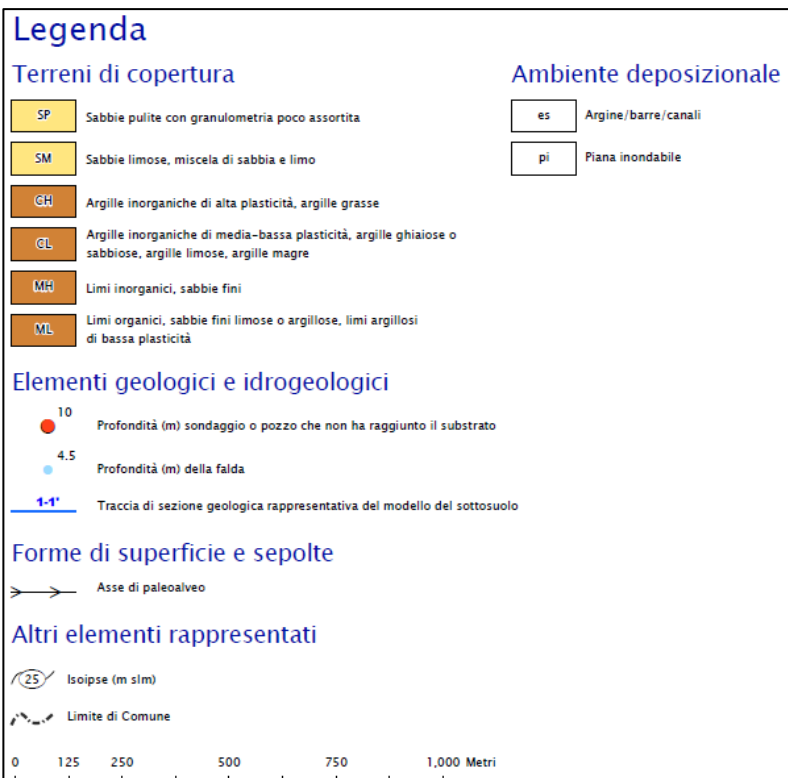 Legenda
Terreni di copertura
SP Sabbie pulite con granulometria poco assortita
SM Sabbie limose, miscela di sabbia e limo
CH Argille inorganiche di alta plasticità, argille grasse
CL Argille inorganiche di media-bassa plasticità, argille ghiaiose o
sabbiose, argille limose, argille magre
MH Limi inorganici, sabbie fini
ML Limi organici, sabbie fini limose o argillose, limi argillosi
di bassa plasticità
Ambiente deposizionale
es Argine/barre/canali
pi Piana inondabile
Elementi geologici e idrogeologici
10 Profondità (m) sondaggio o pozzo che non ha raggiunto il substrato
4.5 Profondità (m) della falda
1-1' Traccia di sezione geologica rappresentativa del modello del sottosuolo
Forme di superficie e sepolte
Asse di paleoalveo
Altri elementi rappresentati
25 Isoipse (m slm)
Limite di Comune
0 125 250 500 750 1,000 Metri